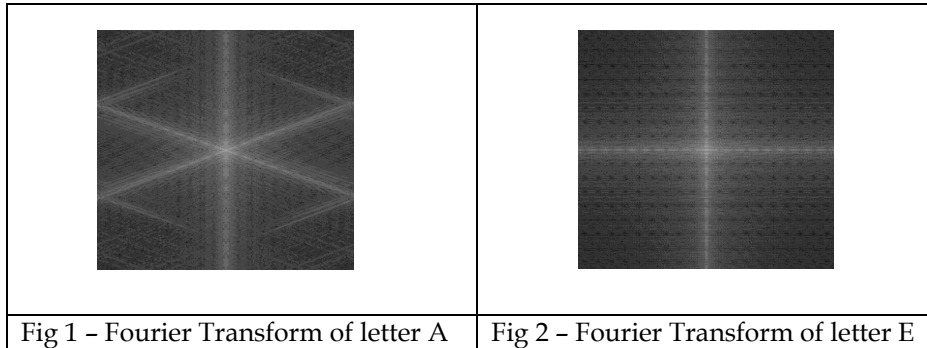 Fig 1 – Fourier Transform of letter A
Fig 2 – Fourier Transform of letter E